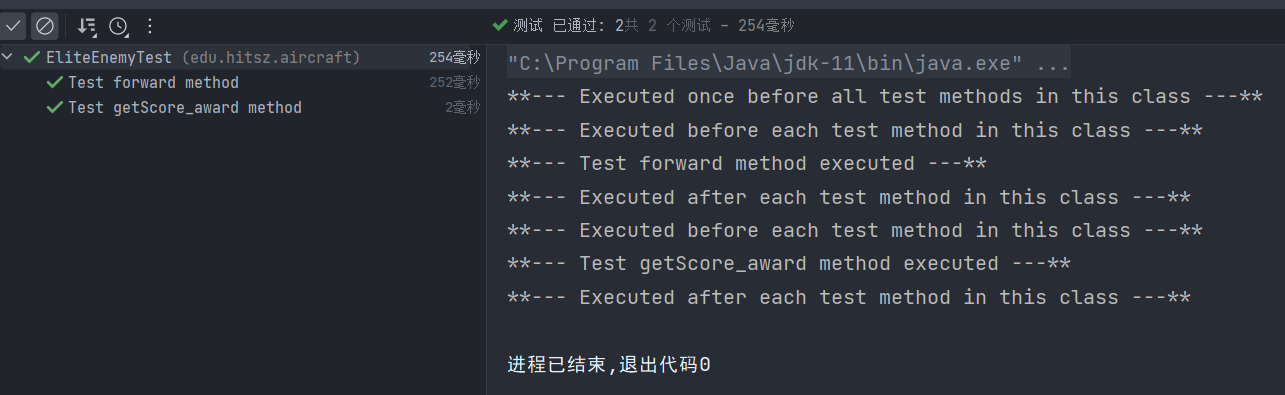 测试 已通过: 2共 2 个测试 – 254毫秒
EliteEnemyTest (edu.hitsz.aircraft) 254毫秒
Test forward method 252毫秒
Test getScore_award method 2毫秒
"C:\Program Files\Java\jdk-11\bin\java.exe" ...
**--- Executed once before all test methods in this class ---**
**--- Executed before each test method in this class ---**
**--- Test forward method executed ---**
**--- Executed after each test method in this class ---**
**--- Executed before each test method in this class ---**
**--- Test getScore_award method executed ---**
**--- Executed after each test method in this class ---**
进程已结束,退出代码0